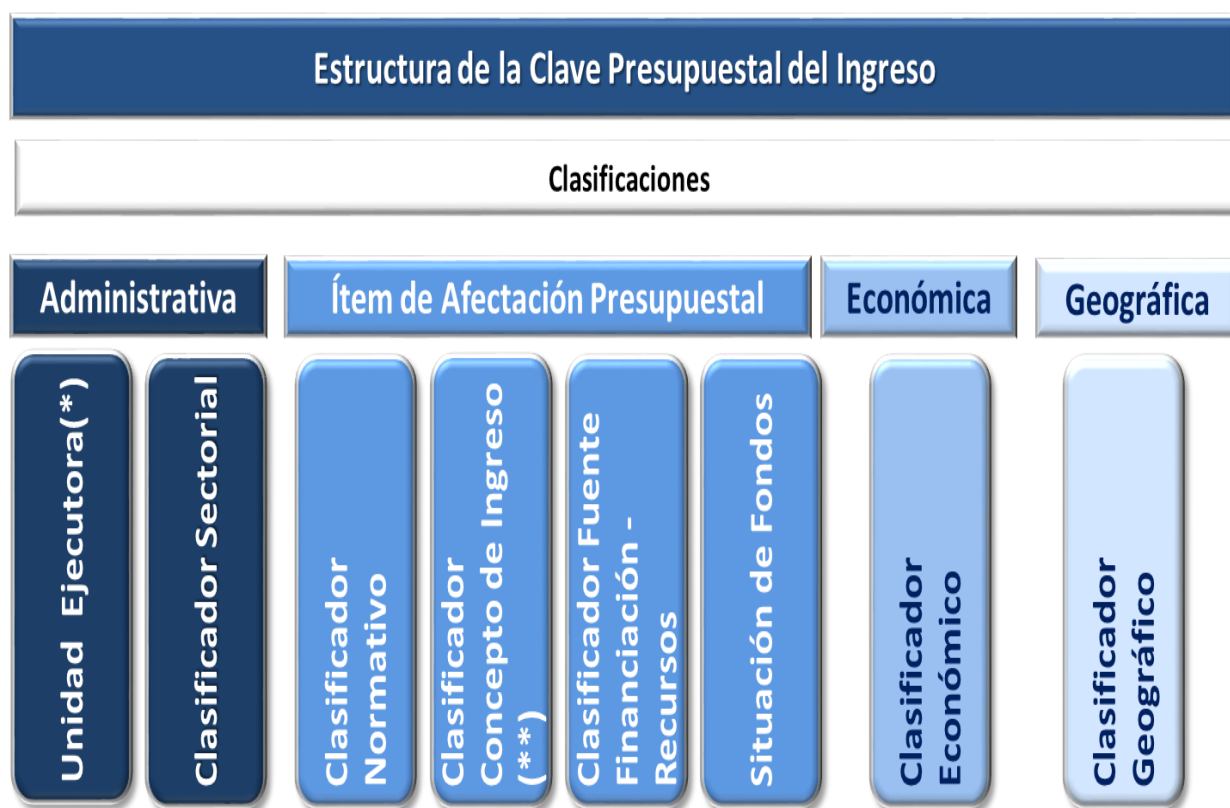 Estructura de la Clave Presupuestal del Ingreso
Clasificaciones
Administrativa
Ítem de Afectación Presupuestal
Económica
Geográfica
Unidad Ejecutora(*)
Clasificador Sectorial
Clasificador
Normativo
Clasificador
Concepto de Ingreso
(**)
Clasificador Fuente
Financiación -
Recursos
Situación de Fondos
Clasificador
Económico
Clasificador
Geográfico